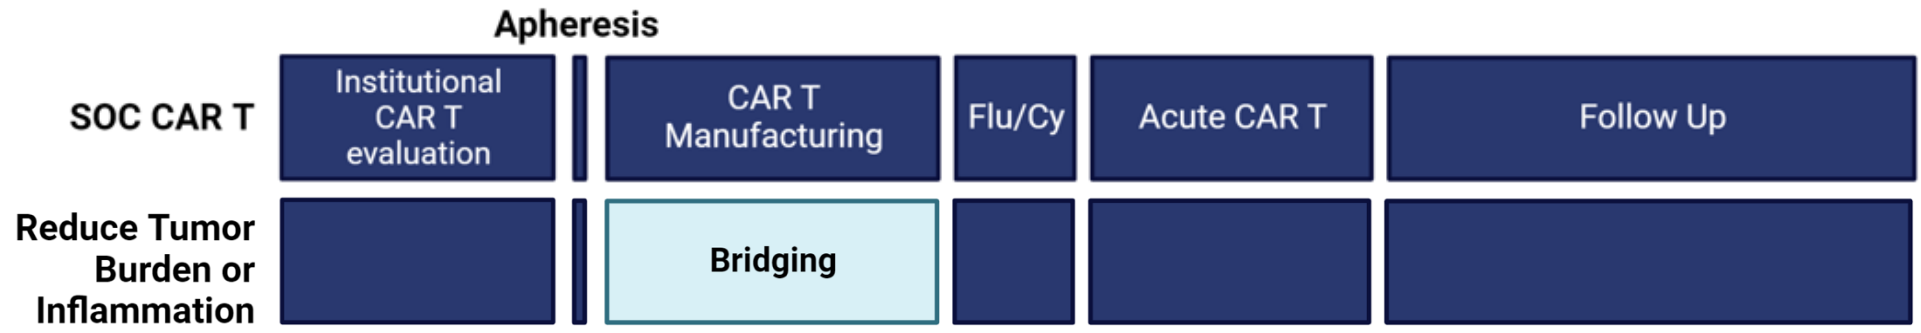 Apheresis
SOC CAR T
Institutional
CAR T
evaluation
CAR T
Manufacturing
Flu/Cy
Acute CAR T
Follow Up
Reduce Tumor
Burden or
Inflammation
Bridging